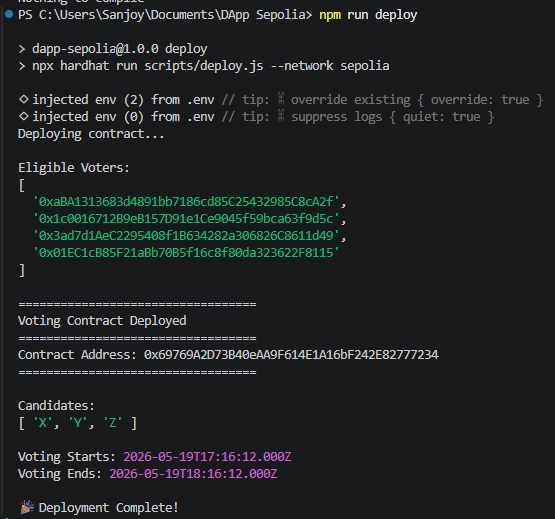 Nothing to compile
PS C:\Users\Sanjoy\Documents\DApp Sepolia> npm run deploy
> dapp-sepolia@1.0.0 deploy
> npx hardhat run scripts/deploy.js --network sepolia
◇ injected env (2) from .env // tip: ⌘ override existing { override: true }
◇ injected env (0) from .env // tip: ⌘ suppress logs { quiet: true }
Deploying contract...
Eligible Voters:
[
'0xaBA1313683d4891bb7186cd85C25432985C8cA2f',
'0x1c0016712B9eB157D91e1Ce9045f59bca63f9d5c',
'0x3ad7d1AeC2295408f1B634282a306826C8611d49',
'0x01EC1cB85F21aBb70B5f16c8f80da323622F8115'
]
==================================
Voting Contract Deployed
==================================
Contract Address: 0x69769A2D73B40eAA9F614E1A16bF242E82777234
==================================
Candidates:
[ 'X', 'Y', 'Z' ]
Voting Starts: 2026-05-19T17:16:12.000Z
Voting Ends: 2026-05-19T18:16:12.000Z
🎉 Deployment Complete!